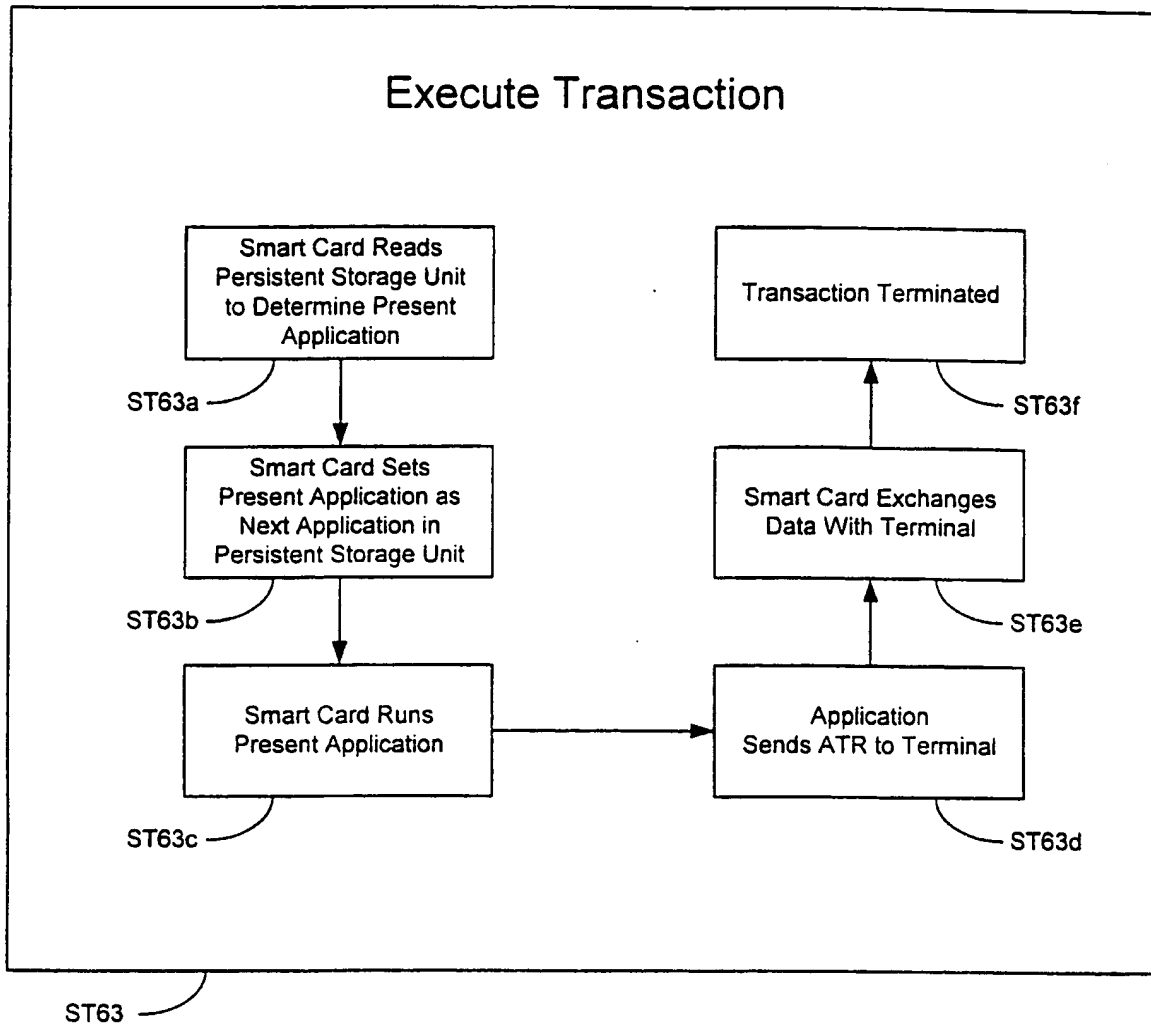 Execute Transaction
Smart Card Reads
Persistent Storage Unit
to Determine Present
Application
ST63a
Smart Card Sets
Present Application as
Next Application in
Persistent Storage Unit
ST63b
Smart Card Runs
Present Application
ST63c
Application
Sends ATR to Terminal
ST63d
Smart Card Exchanges
Data With Terminal
ST63e
Transaction Terminated
ST63f
ST63